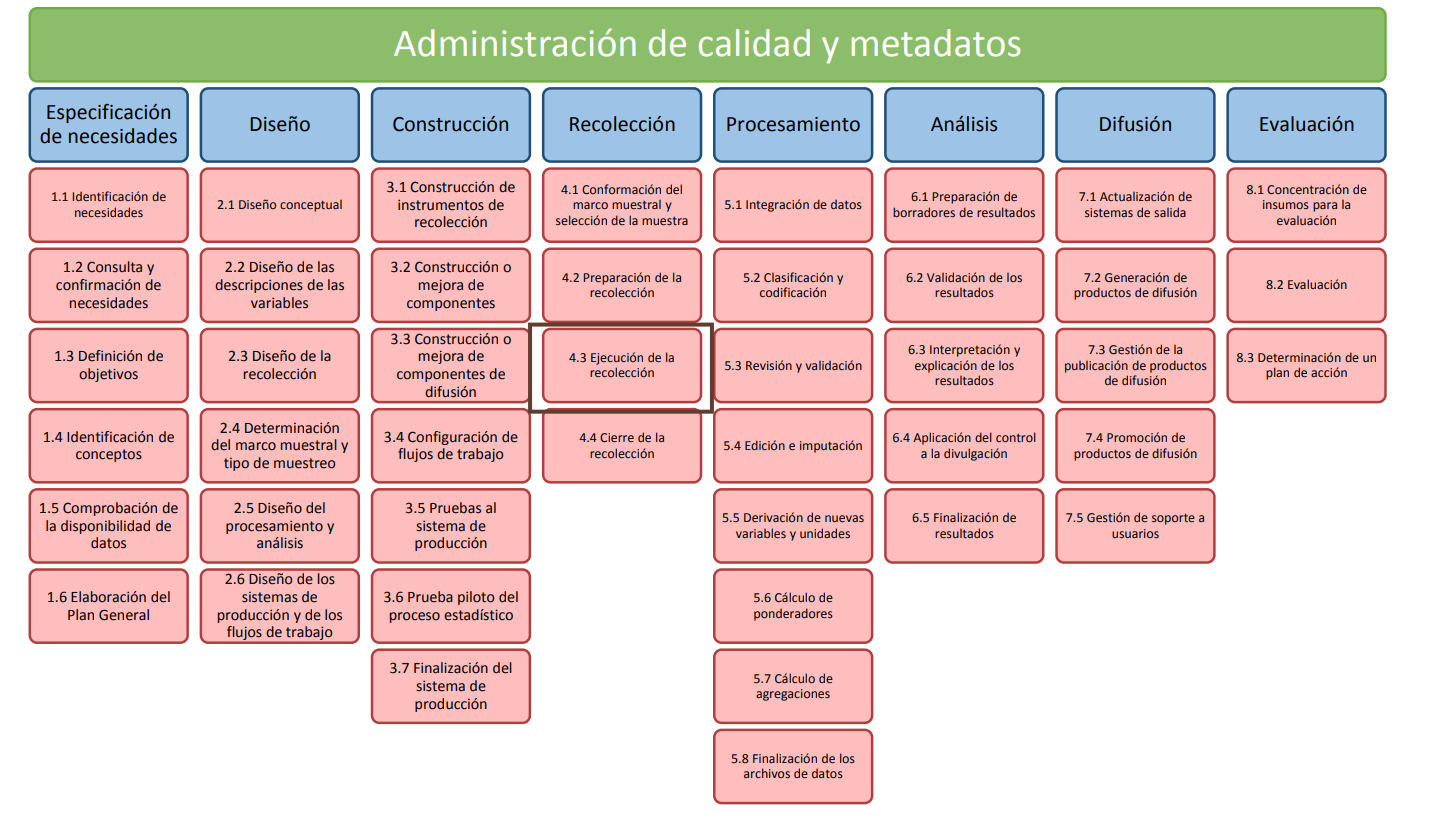 Administración de calidad y metadatos
Especificación
de necesidades
Diseño
Construcción
Recolección
Procesamiento
Análisis
Difusión
Evaluación
1.1 Identificación de
necesidades
1.2 Consulta y
confirmación de
necesidades
1.3 Definición de
objetivos
1.4 Identificación de
conceptos
1.5 Comprobación de
la disponibilidad de
datos
1.6 Elaboración del
Plan General
2.1 Diseño conceptual
2.2 Diseño de las
descripciones de las
variables
2.3 Diseño de la
recolección
2.4 Determinación
del marco muestral y
tipo de muestreo
2.5 Diseño del
procesamiento y
análisis
2.6 Diseño de los
sistemas de
producción y de los
flujos de trabajo
3.1 Construcción de
instrumentos de
recolección
3.2 Construcción o
mejora de
componentes
3.3 Construcción o
mejora de
componentes de
difusión
3.4 Configuración de
flujos de trabajo
3.5 Pruebas al
sistema de
producción
3.6 Prueba piloto del
proceso estadístico
3.7 Finalización del
sistema de
producción
4.1 Conformación del
marco muestral y
selección de la muestra
4.2 Preparación de la
recolección
4.3 Ejecución de la
recolección
4.4 Cierre de la
recolección
5.1 Integración de datos
5.2 Clasificación y
codificación
5.3 Revisión y validación
5.4 Edición e imputación
5.5 Derivación de nuevas
variables y unidades
5.6 Cálculo de
ponderadores
5.7 Cálculo de
agregaciones
5.8 Finalización de los
archivos de datos
6.1 Preparación de
borradores de resultados
6.2 Validación de los
resultados
6.3 Interpretación y
explicación de los
resultados
6.4 Aplicación del control
a la divulgación
6.5 Finalización de
resultados
7.1 Actualización de
sistemas de salida
7.2 Generación de
productos de difusión
7.3 Gestión de la
publicación de productos
de difusión
7.4 Promoción de
productos de difusión
7.5 Gestión de soporte a
usuarios
8.1 Concentración de
insumos para la
evaluación
8.2 Evaluación
8.3 Determinación de un
plan de acción